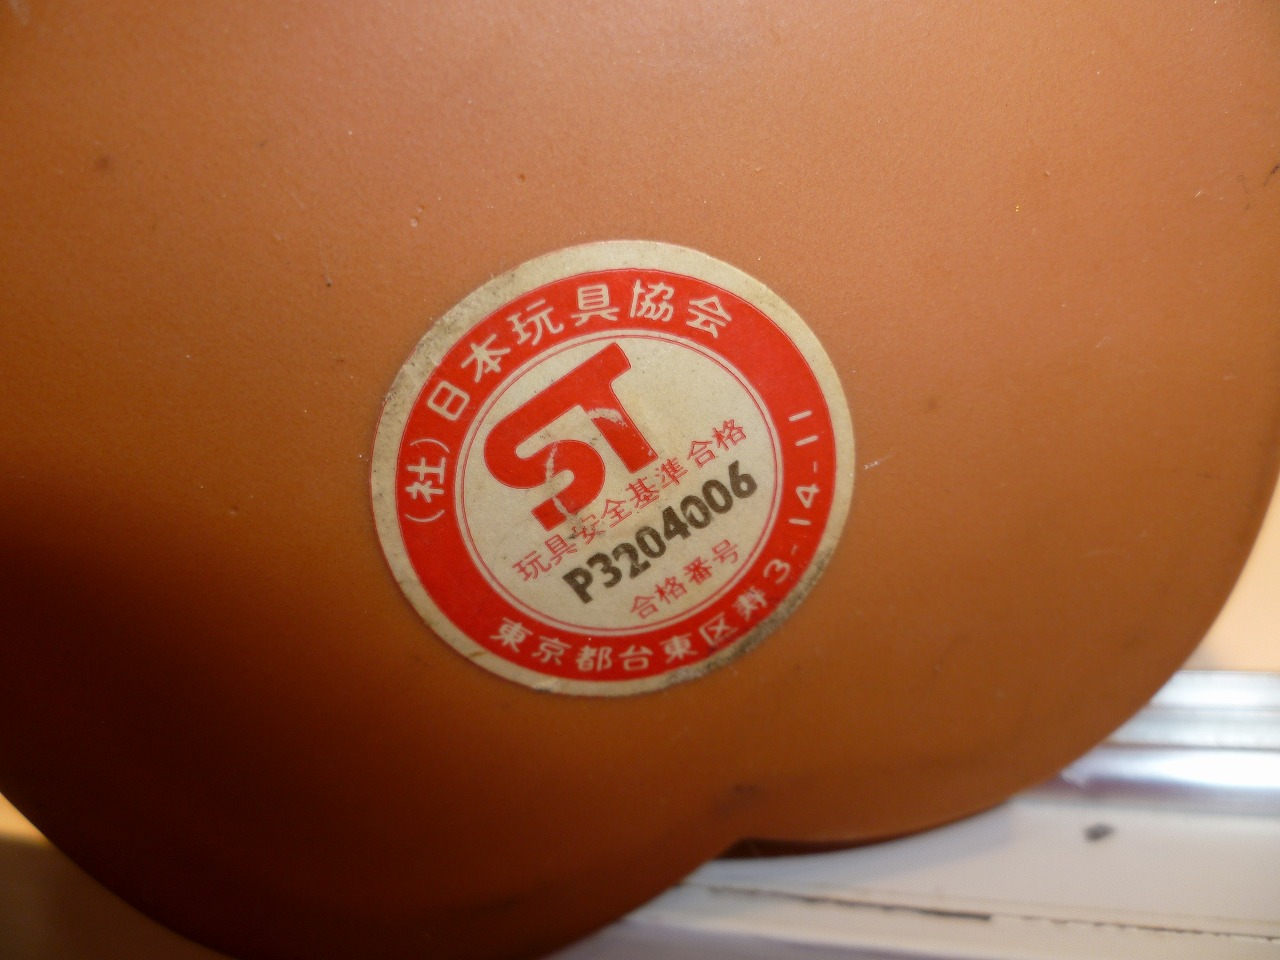 (社)日本玩具協会
ST
玩具安全基準合格
P3204006
合格番号
東京都台東区寿3-14-11